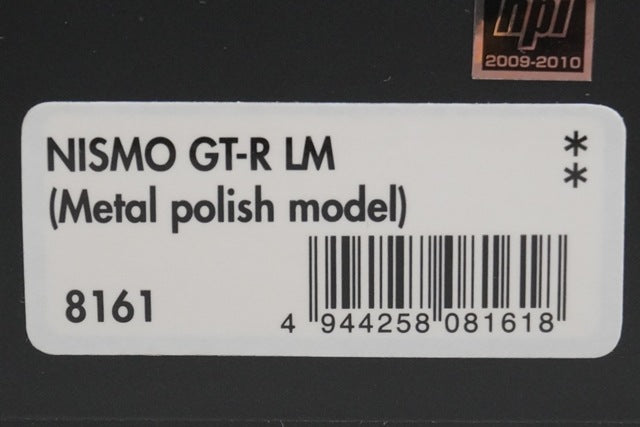 hpi
2009-2010
NISMO GT-R LM
(Metal polish model)
**
8161
4 944258 081618